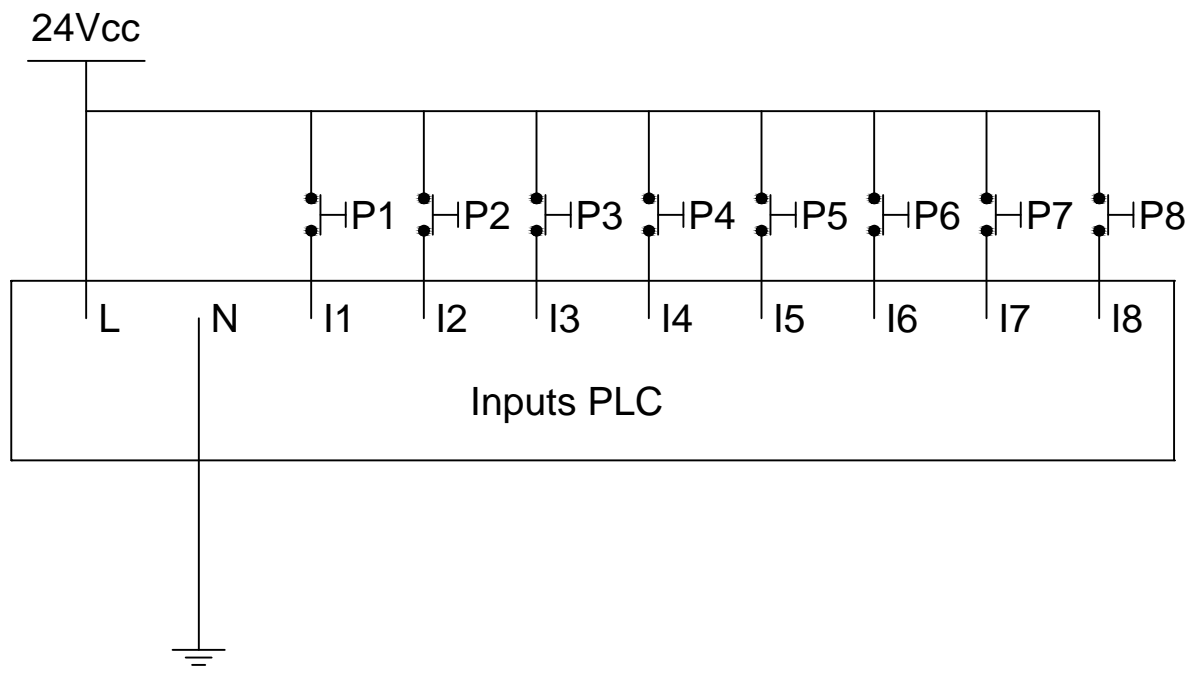 24Vcc
P1 P2 P3 P4 P5 P6 P7 P8
L N I1 I2 I3 I4 I5 I6 I7 I8
Inputs PLC